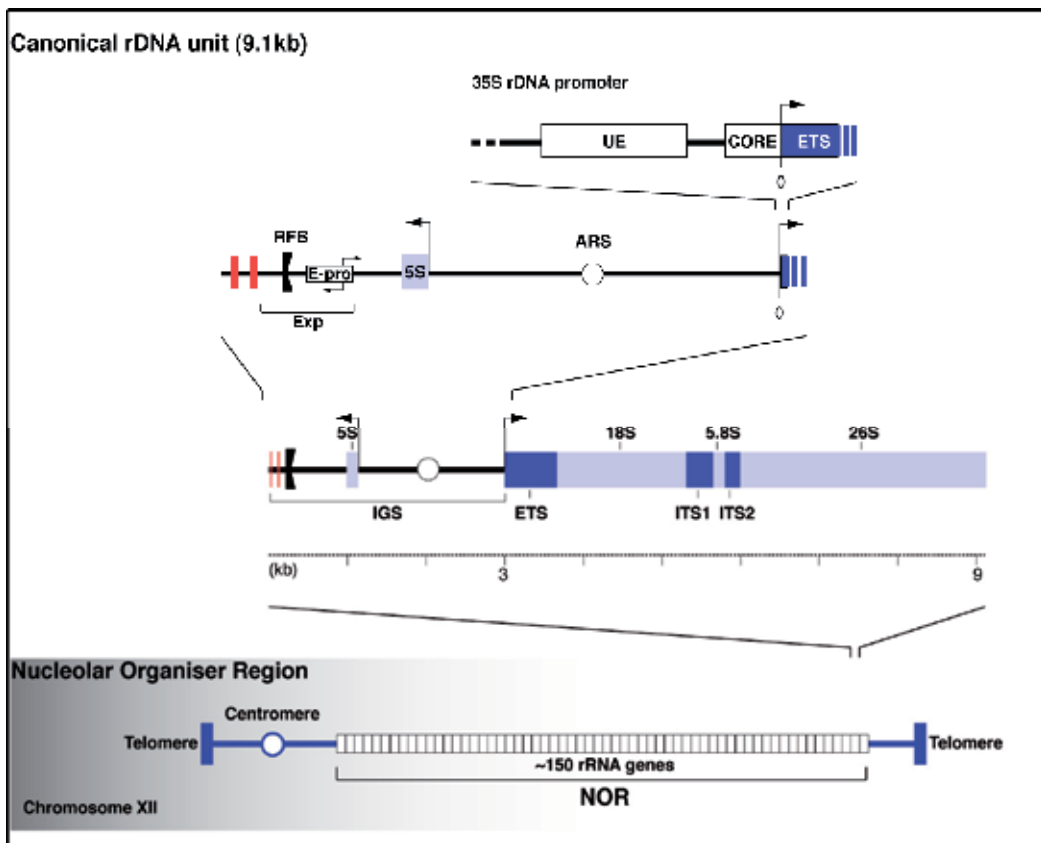 Canonical rDNA unit (9.1kb)
35S rDNA promoter
UE CORE ETS
0
RFB ARS
E-pro 5S
Exp 0
5S 18S 5.8S 26S
IGS ETS ITS1 ITS2
(kb) 3 9
Nucleolar Organiser Region
Centromere
Telomere Telomere
~150 rRNA genes
NOR
Chromosome XII